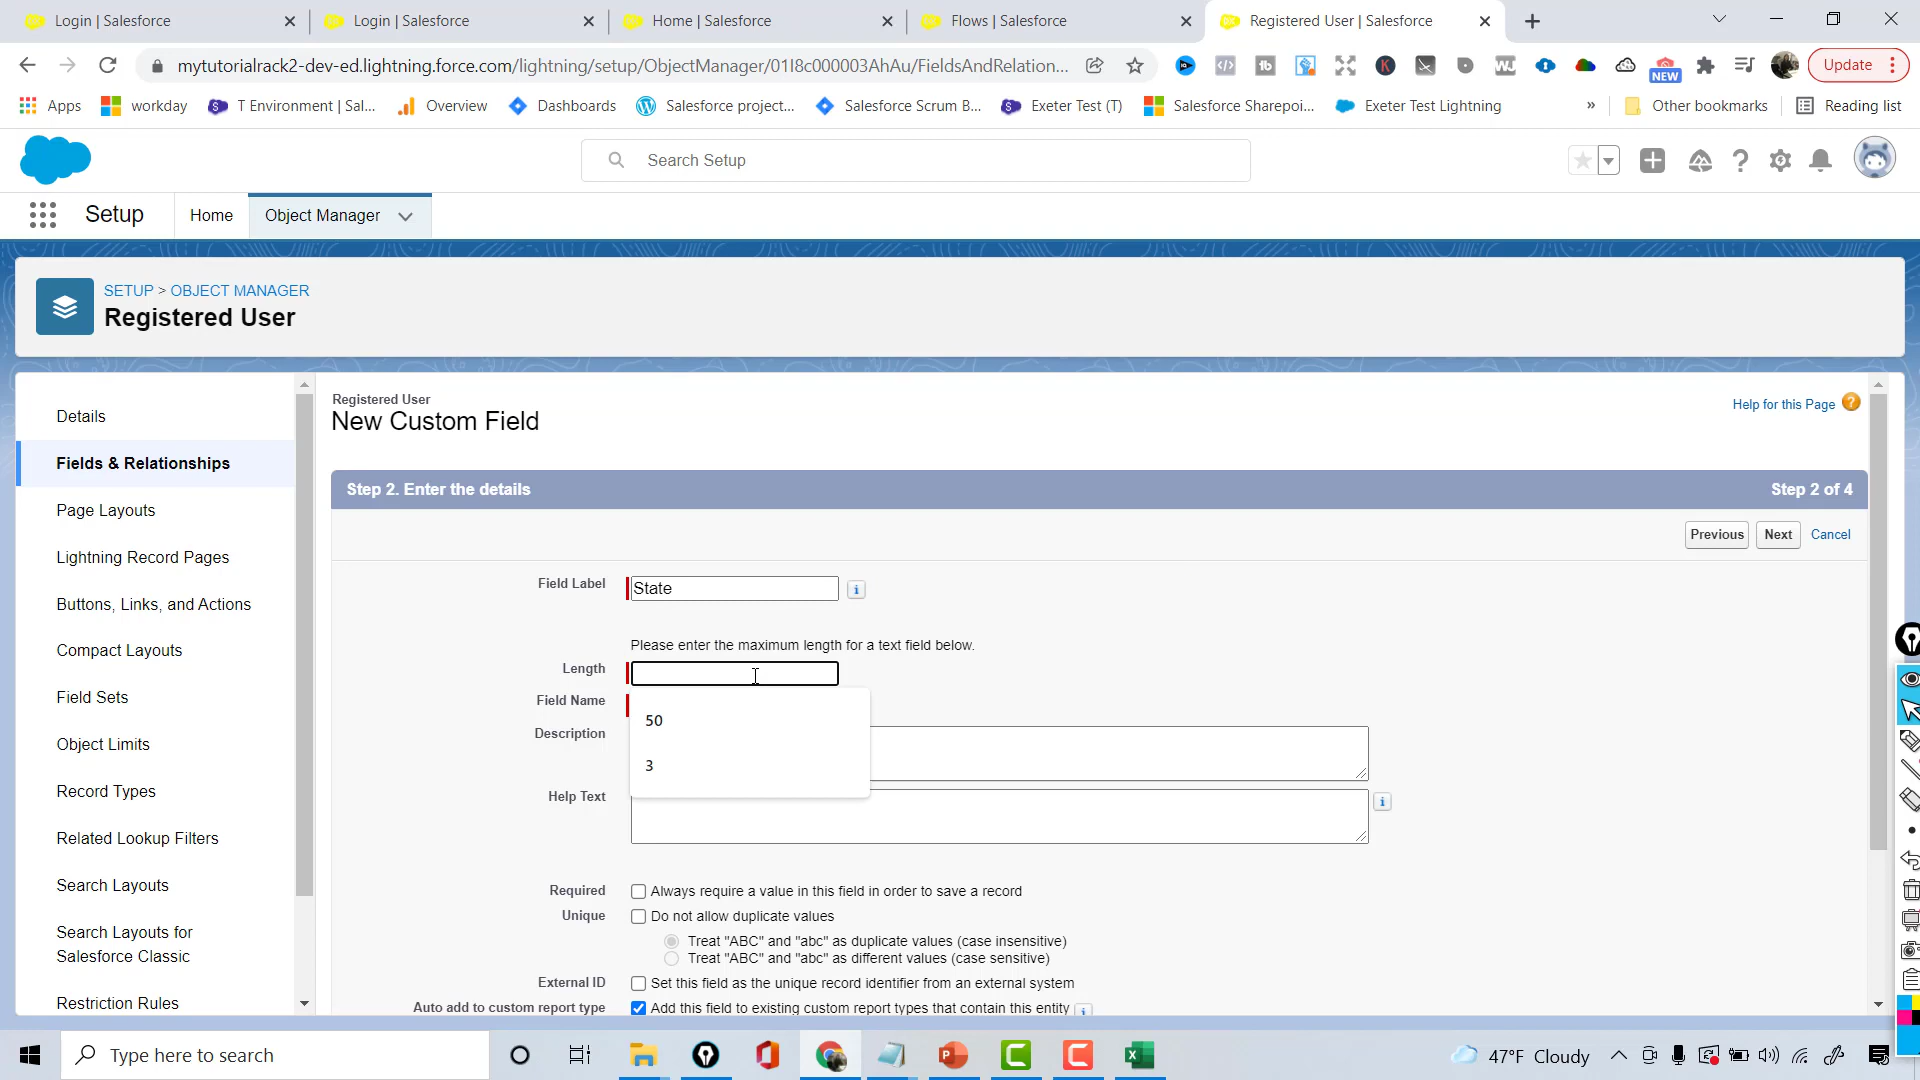 Login | Salesforce
Login | Salesforce
Home | Salesforce
Flows | Salesforce
Registered User | Salesforce
mytutorialrack2-dev-ed.lightning.force.com/lightning/setup/ObjectManager/01I8c000003AhAu/FieldsAndRelation...
NEW
Update
Apps
workday
T Environment | Sal...
Overview
Dashboards
Salesforce project...
Salesforce Scrum B...
Exeter Test (T)
Salesforce Sharepoi...
Exeter Test Lightning
»
Other bookmarks
Reading list
Search Setup
Setup
Home
Object Manager
SETUP > OBJECT MANAGER
Registered User
Details
Fields & Relationships
Page Layouts
Lightning Record Pages
Buttons, Links, and Actions
Compact Layouts
Field Sets
Object Limits
Record Types
Related Lookup Filters
Search Layouts
Search Layouts for
Salesforce Classic
Restriction Rules
Registered User
New Custom Field
Help for this Page
Step 2. Enter the details
Step 2 of 4
Previous
Next
Cancel
Field Label
State
Please enter the maximum length for a text field below.
Length
50
3
Field Name
Description
Help Text
Required
Always require a value in this field in order to save a record
Unique
Do not allow duplicate values
Treat "ABC" and "abc" as duplicate values (case insensitive)
Treat "ABC" and "abc" as different values (case sensitive)
External ID
Set this field as the unique record identifier from an external system
Auto add to custom report type
Add this field to existing custom report types that contain this entity
Type here to search
47°F Cloudy